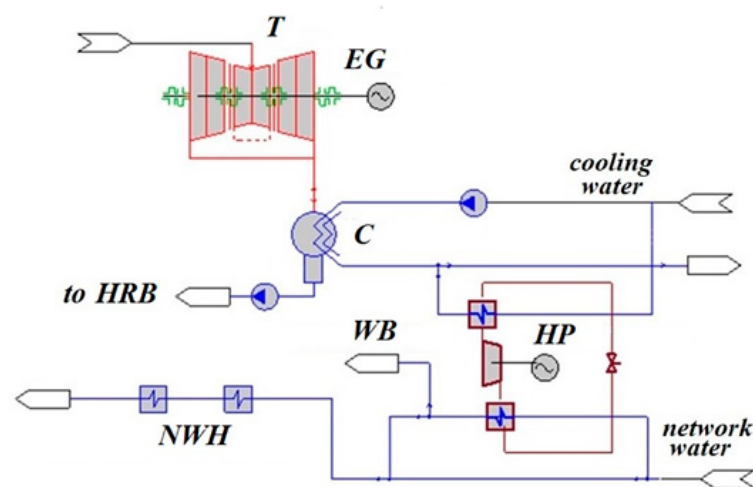 T
EG
cooling
water
C
to HRB
WB
HP
NWH
network
water